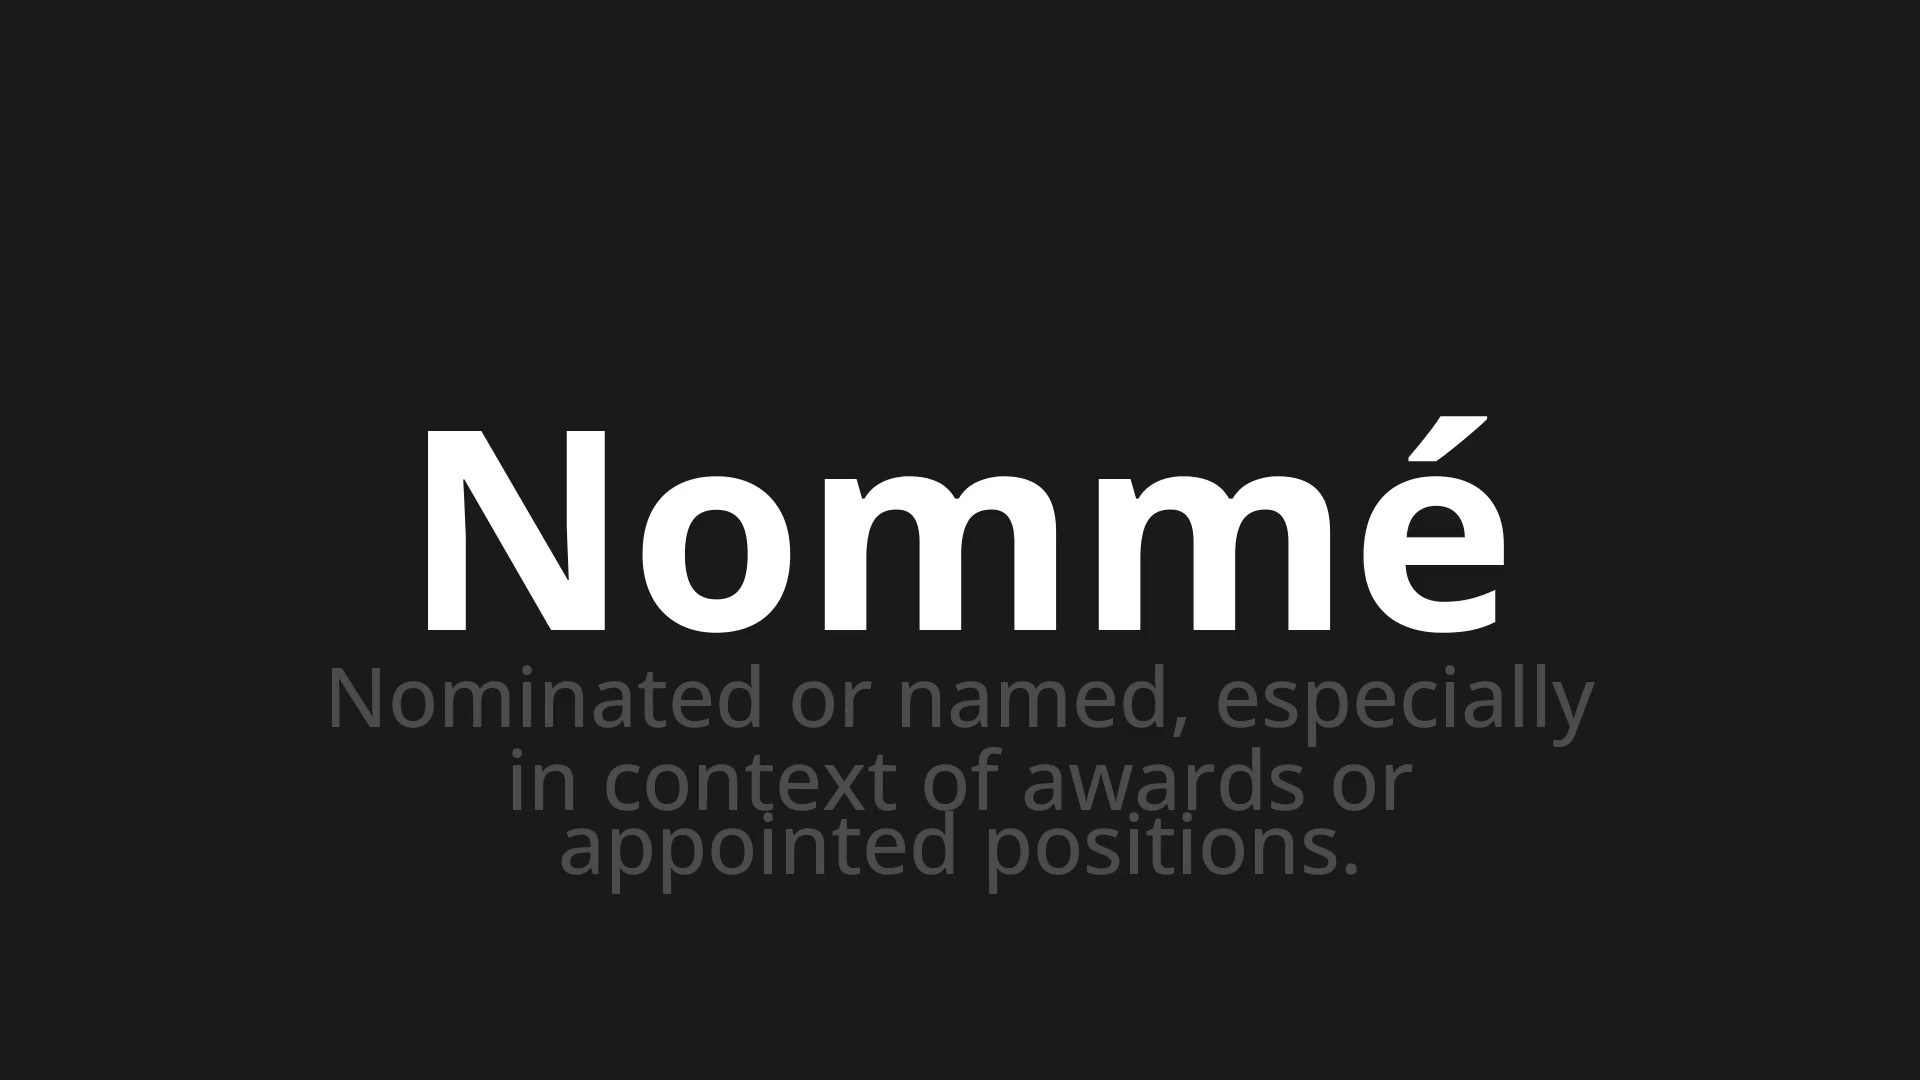 Nommé
Nominated or named, especially
in context of awards or
appointed positions.